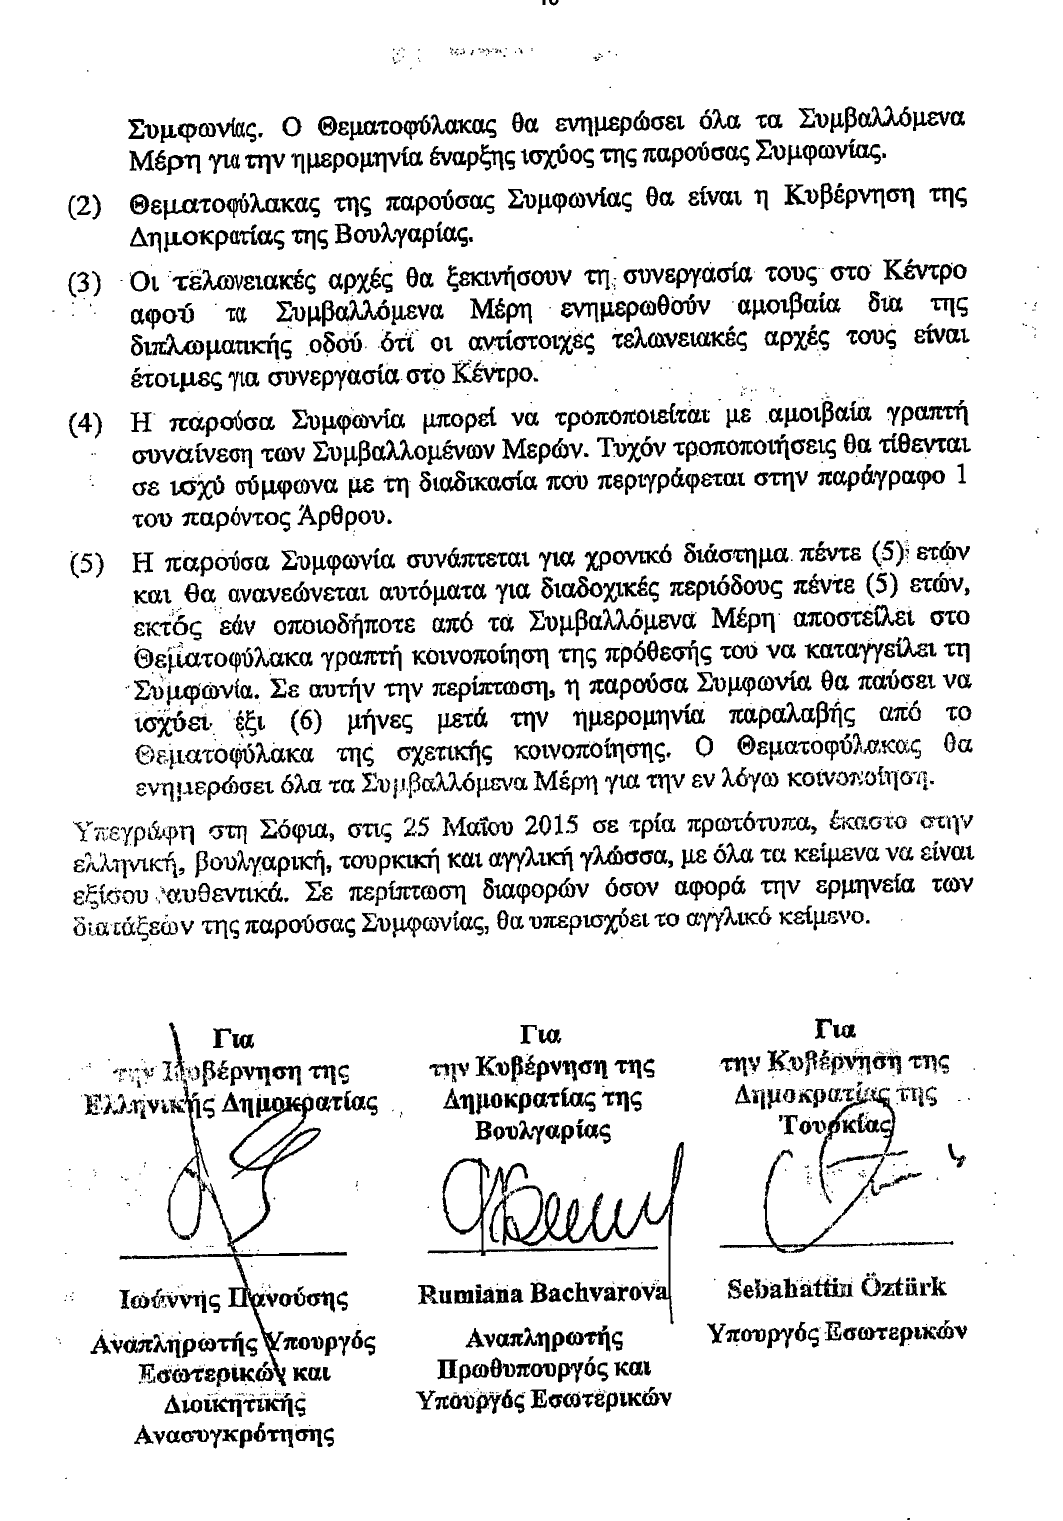 Συμφωνίας. Ο Θεματοφύλακας θα ενημερώσει όλα τα Συμβαλλόμενα
Μέρη για την ημερομηνία έναρξης ισχύος της παρούσας Συμφωνίας.
(2) Θεματοφύλακας της παρούσας Συμφωνίας θα είναι η Κυβέρνηση της
Δημοκρατίας της Βουλγαρίας.
(3) Οι τελωνειακές αρχές θα ξεκινήσουν τη συνεργασία τους στο Κέντρο
αφού τα Συμβαλλόμενα Μέρη ενημερωθούν αμοιβαία δια της
διπλωματικής οδού ότι οι αντίστοιχές τελωνειακές αρχές τους είναι
έτοιμες για συνεργασία στο Κέντρο.
(4) Η παρούσα Συμφωνία μπορεί να τροποποιείται με αμοιβαία γραπτή
συναίνεση των Συμβαλλομένων Μερών. Τυχόν τροποποιήσεις θα τίθενται
σε ισχύ σύμφωνα με τη διαδικασία που περιγράφεται στην παράγραφο 1
του παρόντος Άρθρου.
(5) Η παρούσα Συμφωνία συνάπτεται για χρονικό διάστημα πέντε (5) ετών
και θα ανανεώνεται αυτόματα για διαδοχικές περιόδους πέντε (5) ετών,
εκτός εάν οποιοδήποτε από τα Συμβαλλόμενα Μέρη αποστείλει στο
Θεματοφύλακα γραπτή κοινοποίηση της πρόθεσής του να καταγγείλει τη
Συμφωνία. Σε αυτήν την περίπτωση, η παρούσα Συμφωνία θα παύσει να
ισχύει έξι (6) μήνες μετά την ημερομηνία παραλαβής από το
Θεματοφύλακα της σχετικής κοινοποίησης. Ο Θεματοφύλακας θα
ενημερώσει όλα τα Συμβαλλόμενα Μέρη για την εν λόγω κοινοποίηση.
Υπεγράφη στη Σόφια, στις 25 Μαΐου 2015 σε τρία πρωτότυπα, έκαστο στην
ελληνική, βουλγαρική, τουρκική και αγγλική γλώσσα, με όλα τα κείμενα να είναι
εξίσου αυθεντικά. Σε περίπτωση διαφορών όσον αφορά την ερμηνεία των
διατάξεων της παρούσας Συμφωνίας, θα υπερισχύει το αγγλικό κείμενο.
Για
την Κυβέρνηση της
Ελληνικής Δημοκρατίας
Ιωάννης Πανούσης
Αναπληρωτής Υπουργός
Εσωτερικών και
Διοικητικής
Ανασυγκρότησης
Για
την Κυβέρνηση της
Δημοκρατίας της
Βουλγαρίας
Rumiana Bachvarova
Αναπληρωτής
Πρωθυπουργός και
Υπουργός Εσωτερικών
Για
την Κυβέρνηση της
Δημοκρατίας της
Τουρκίας
Sebahattin Öztürk
Υπουργός Εσωτερικών